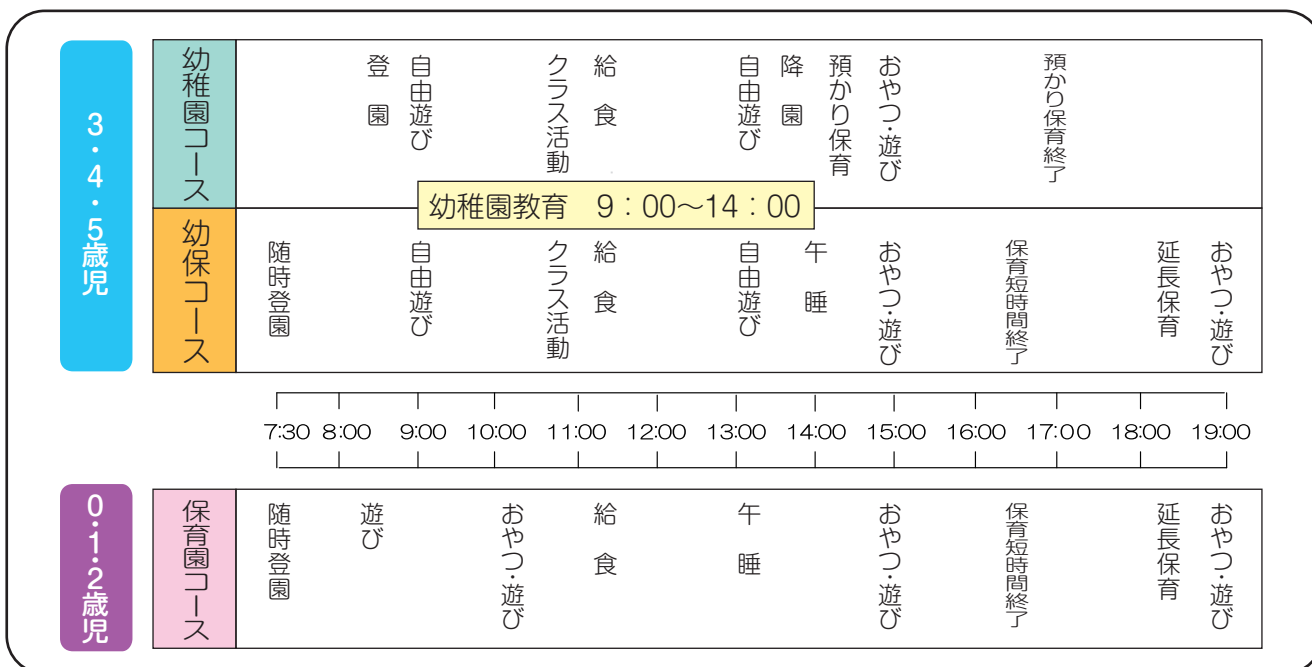 3・4・5歳児
幼稚園コース
登園
自由遊び
クラス活動
給食
自由遊び
降園
預かり保育
おやつ・遊び
預かり保育終了
幼稚園教育 9:00〜14:00
幼保コース
随時登園
自由遊び
クラス活動
給食
自由遊び
午睡
おやつ・遊び
保育短時間終了
延長保育
おやつ・遊び
7:30 8:00 9:00 10:00 11:00 12:00 13:00 14:00 15:00 16:00 17:00 18:00 19:00
0・1・2歳児
保育園コース
随時登園
遊び
おやつ・遊び
給食
午睡
おやつ・遊び
保育短時間終了
延長保育
おやつ・遊び